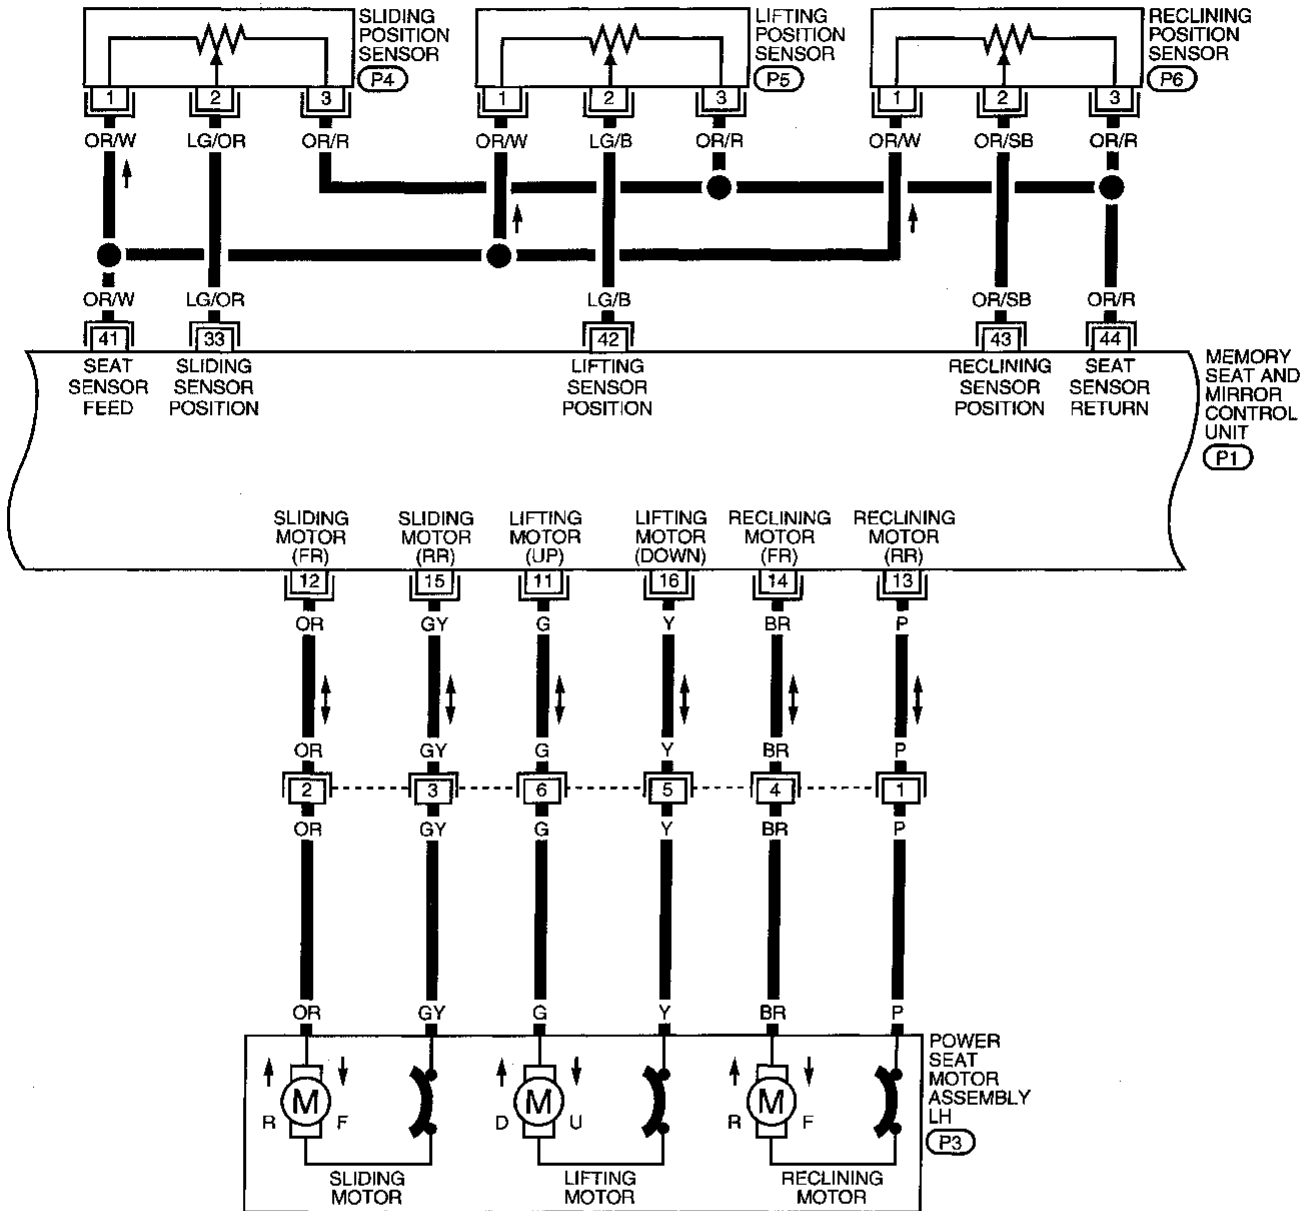 SLIDING
POSITION
SENSOR
P4
LIFTING
POSITION
SENSOR
P5
RECLINING
POSITION
SENSOR
P6
1 2 3 1 2 3 1 2 3
OR/W LG/OR OR/R OR/W LG/B OR/R OR/W OR/SB OR/R
OR/W LG/OR LG/B OR/SB OR/R
41 33 42 43 44
SEAT
SENSOR
FEED
SLIDING
SENSOR
POSITION
LIFTING
SENSOR
POSITION
RECLINING
SENSOR
POSITION
SEAT
SENSOR
RETURN
MEMORY
SEAT AND
MIRROR
CONTROL
UNIT
P1
SLIDING
MOTOR
(FR)
SLIDING
MOTOR
(RR)
LIFTING
MOTOR
(UP)
LIFTING
MOTOR
(DOWN)
RECLINING
MOTOR
(FR)
RECLINING
MOTOR
(RR)
12 15 11 16 14 13
OR GY G Y BR P
OR GY G Y BR P
2 3 6 5 4 1
OR GY G Y BR P
OR GY G Y BR P
POWER
SEAT
MOTOR
ASSEMBLY
LH
P3
R M F D M U R M F
SLIDING
MOTOR
LIFTING
MOTOR
RECLINING
MOTOR